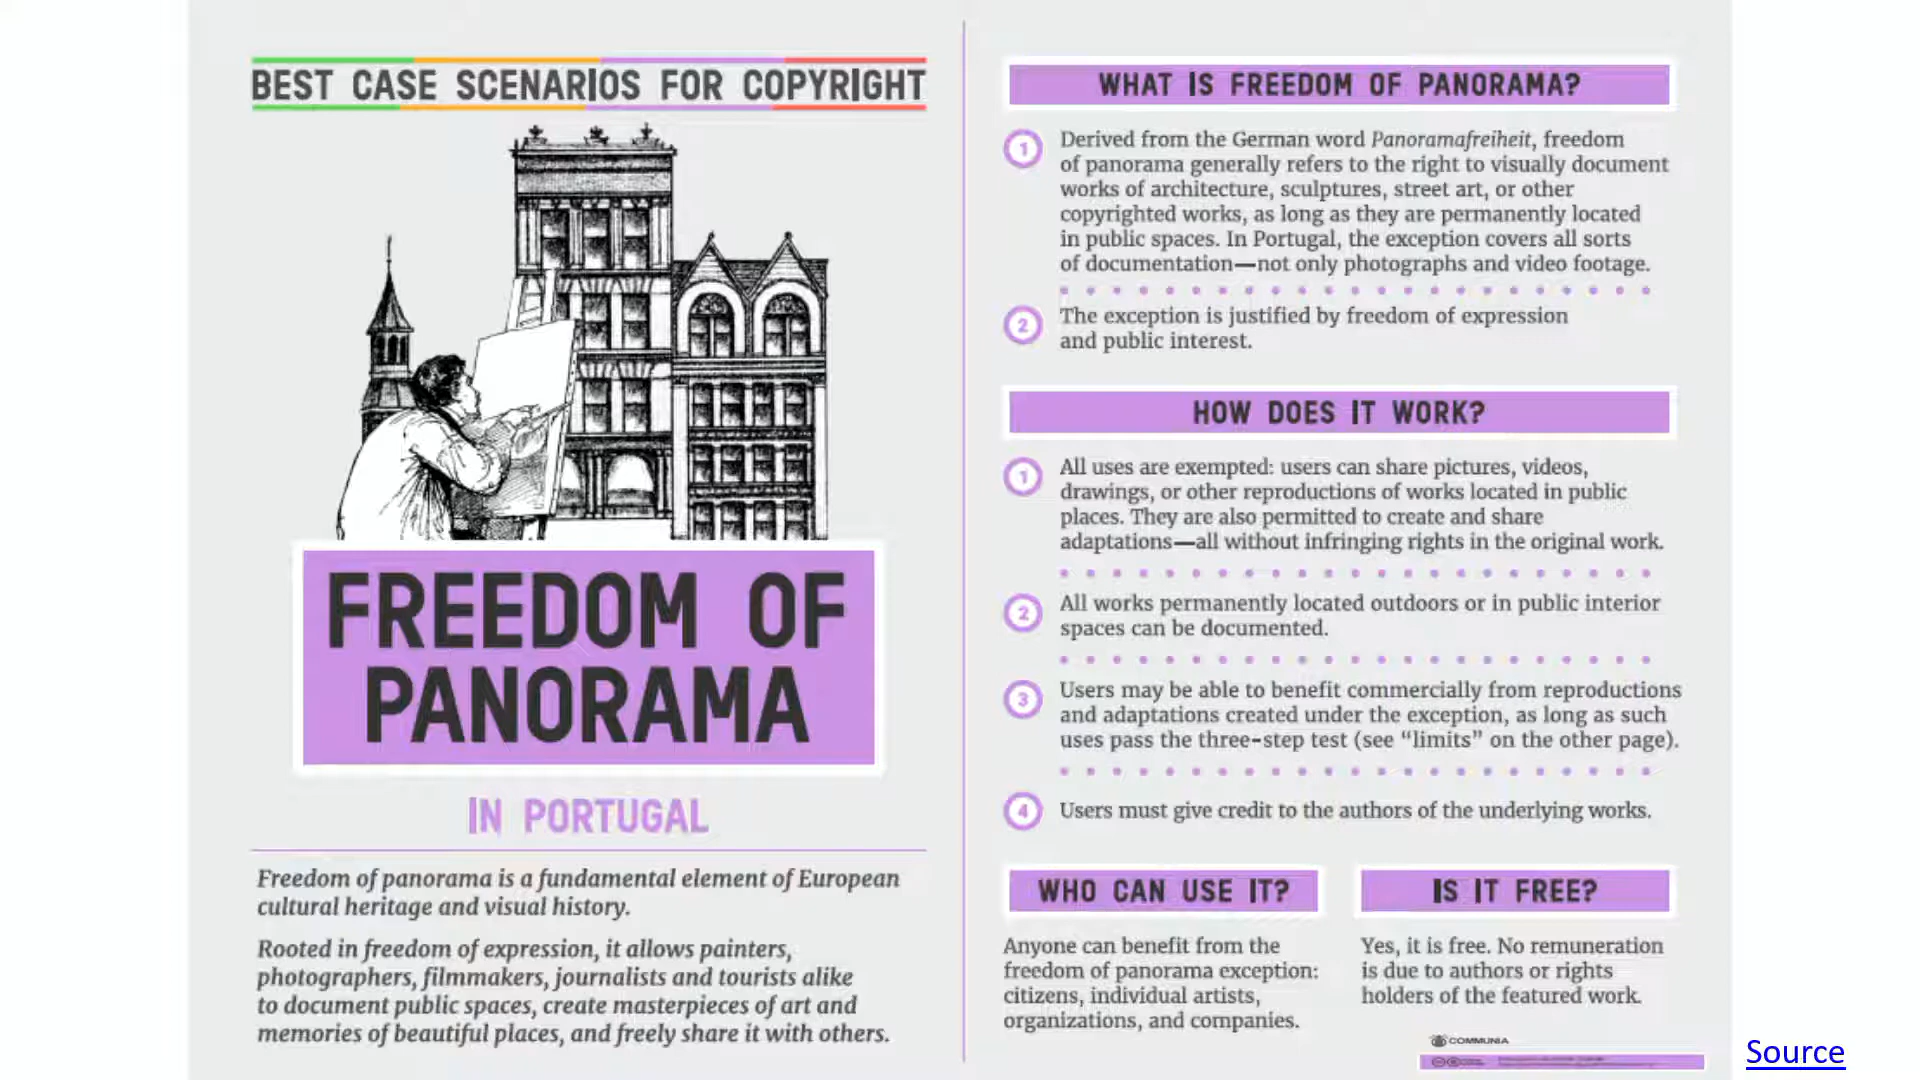 BEST CASE SCENARIOS FOR COPYRIGHT
FREEDOM OF
PANORAMA
IN PORTUGAL
Freedom of panorama is a fundamental element of European
cultural heritage and visual history.
Rooted in freedom of expression, it allows painters,
photographers, filmmakers, journalists and tourists alike
to document public spaces, create masterpieces of art and
memories of beautiful places, and freely share it with others.
WHAT IS FREEDOM OF PANORAMA?
1
Derived from the German word Panoramafreiheit, freedom
of panorama generally refers to the right to visually document
works of architecture, sculptures, street art, or other
copyrighted works, as long as they are permanently located
in public spaces. In Portugal, the exception covers all sorts
of documentation—not only photographs and video footage.
2
The exception is justified by freedom of expression
and public interest.
HOW DOES IT WORK?
1
All uses are exempted: users can share pictures, videos,
drawings, or other reproductions of works located in public
places. They are also permitted to create and share
adaptations—all without infringing rights in the original work.
2
All works permanently located outdoors or in public interior
spaces can be documented.
3
Users may be able to benefit commercially from reproductions
and adaptations created under the exception, as long as such
uses pass the three-step test (see “limits” on the other page).
4
Users must give credit to the authors of the underlying works.
WHO CAN USE IT?
Anyone can benefit from the
freedom of panorama exception:
citizens, individual artists,
organizations, and companies.
IS IT FREE?
Yes, it is free. No remuneration
is due to authors or rights
holders of the featured work.
COMMUNIA
Source